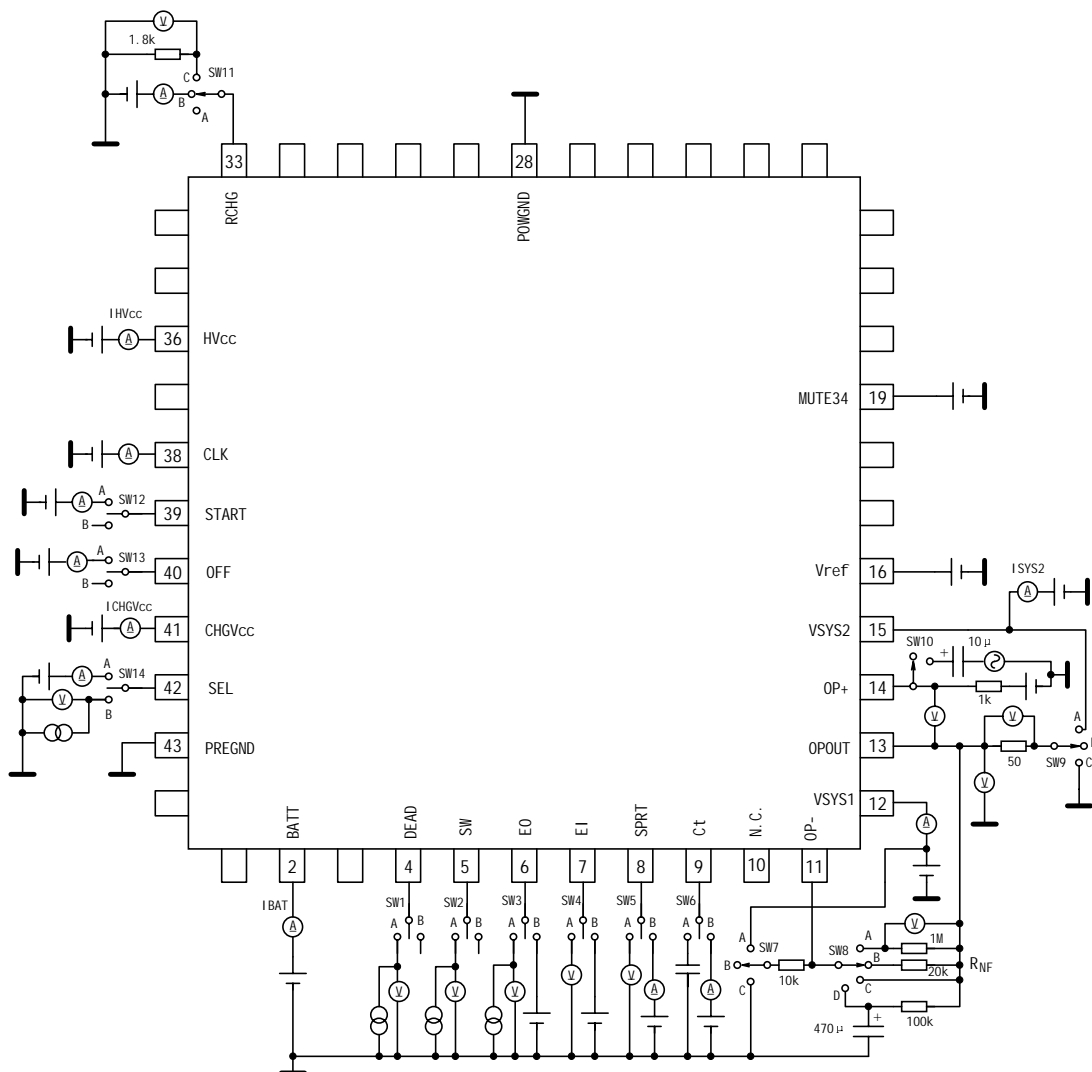 V
1.8k
C SW11
A B
A
33 28
RCHG
POWGND
IHVcc
A 36 HVcc
MUTE34 19
A 38 CLK
A A SW12
B 39 START
A A SW13
B 40 OFF
Vref 16
ISYS2
A
ICHGVcc
A 41 CHGVcc
VSYS2 15
SW10 + 10μ
A A SW14
V B 42 SEL
OP+ 14
1k
V V
A
43 PREGND
OPOUT 13
50 SW9
C
V
VSYS1 12
A
BATT DEAD SW EO EI SPRT Ct N.C. OP-
2 4 5 6 7 8 9 10 11
IBAT
A
SW1 SW2 SW3 SW4 SW5 SW6
A B A B A B A B A B A B
V V V V V A A
A SW7
B
C
10k
SW8
A B C D
V
1M
20k RNF
100k
470μ +